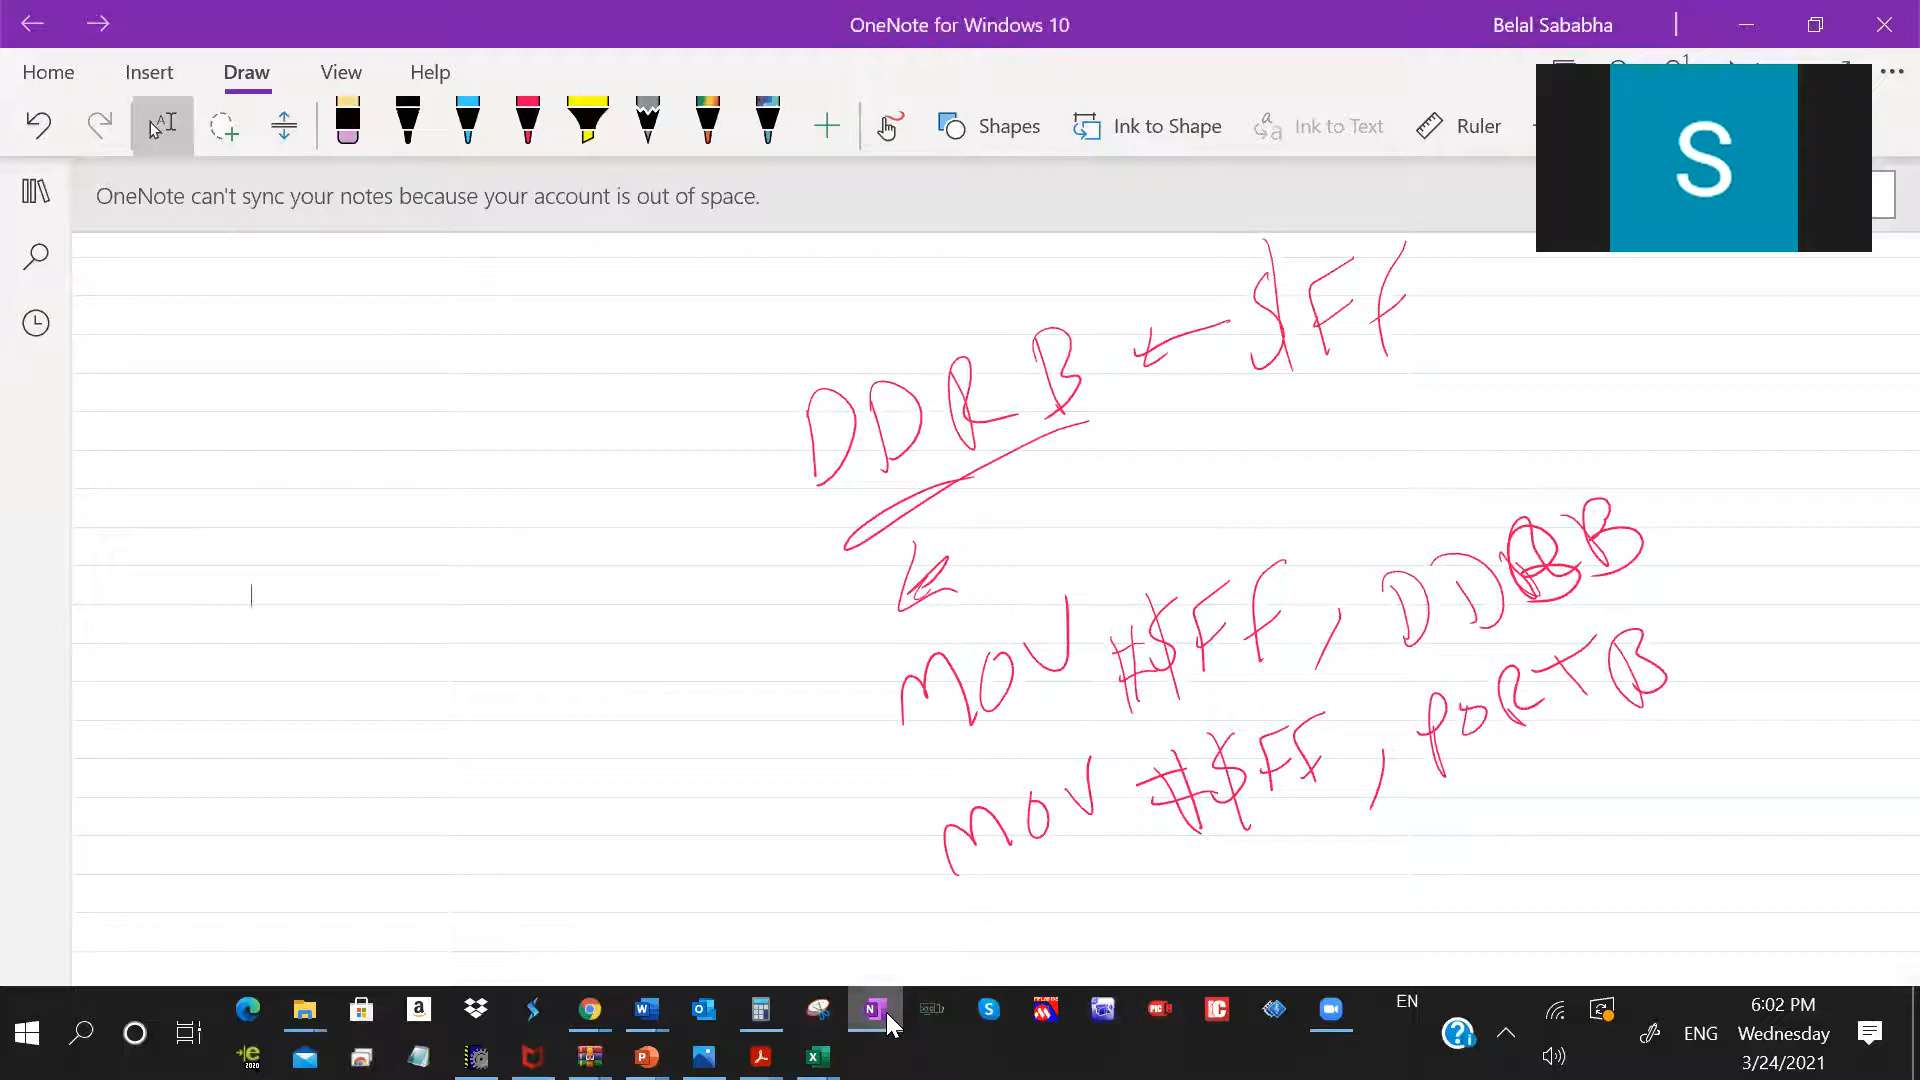 OneNote for Windows 10
Belal Sababha
Home Insert Draw View Help
Shapes Ink to Shape Ink to Text Ruler
OneNote can't sync your notes because your account is out of space.
S
DDRB ← $FF
MOV #$FF, DDRB
MOV #$FF, PORTB
EN
6:02 PM
ENG Wednesday
3/24/2021